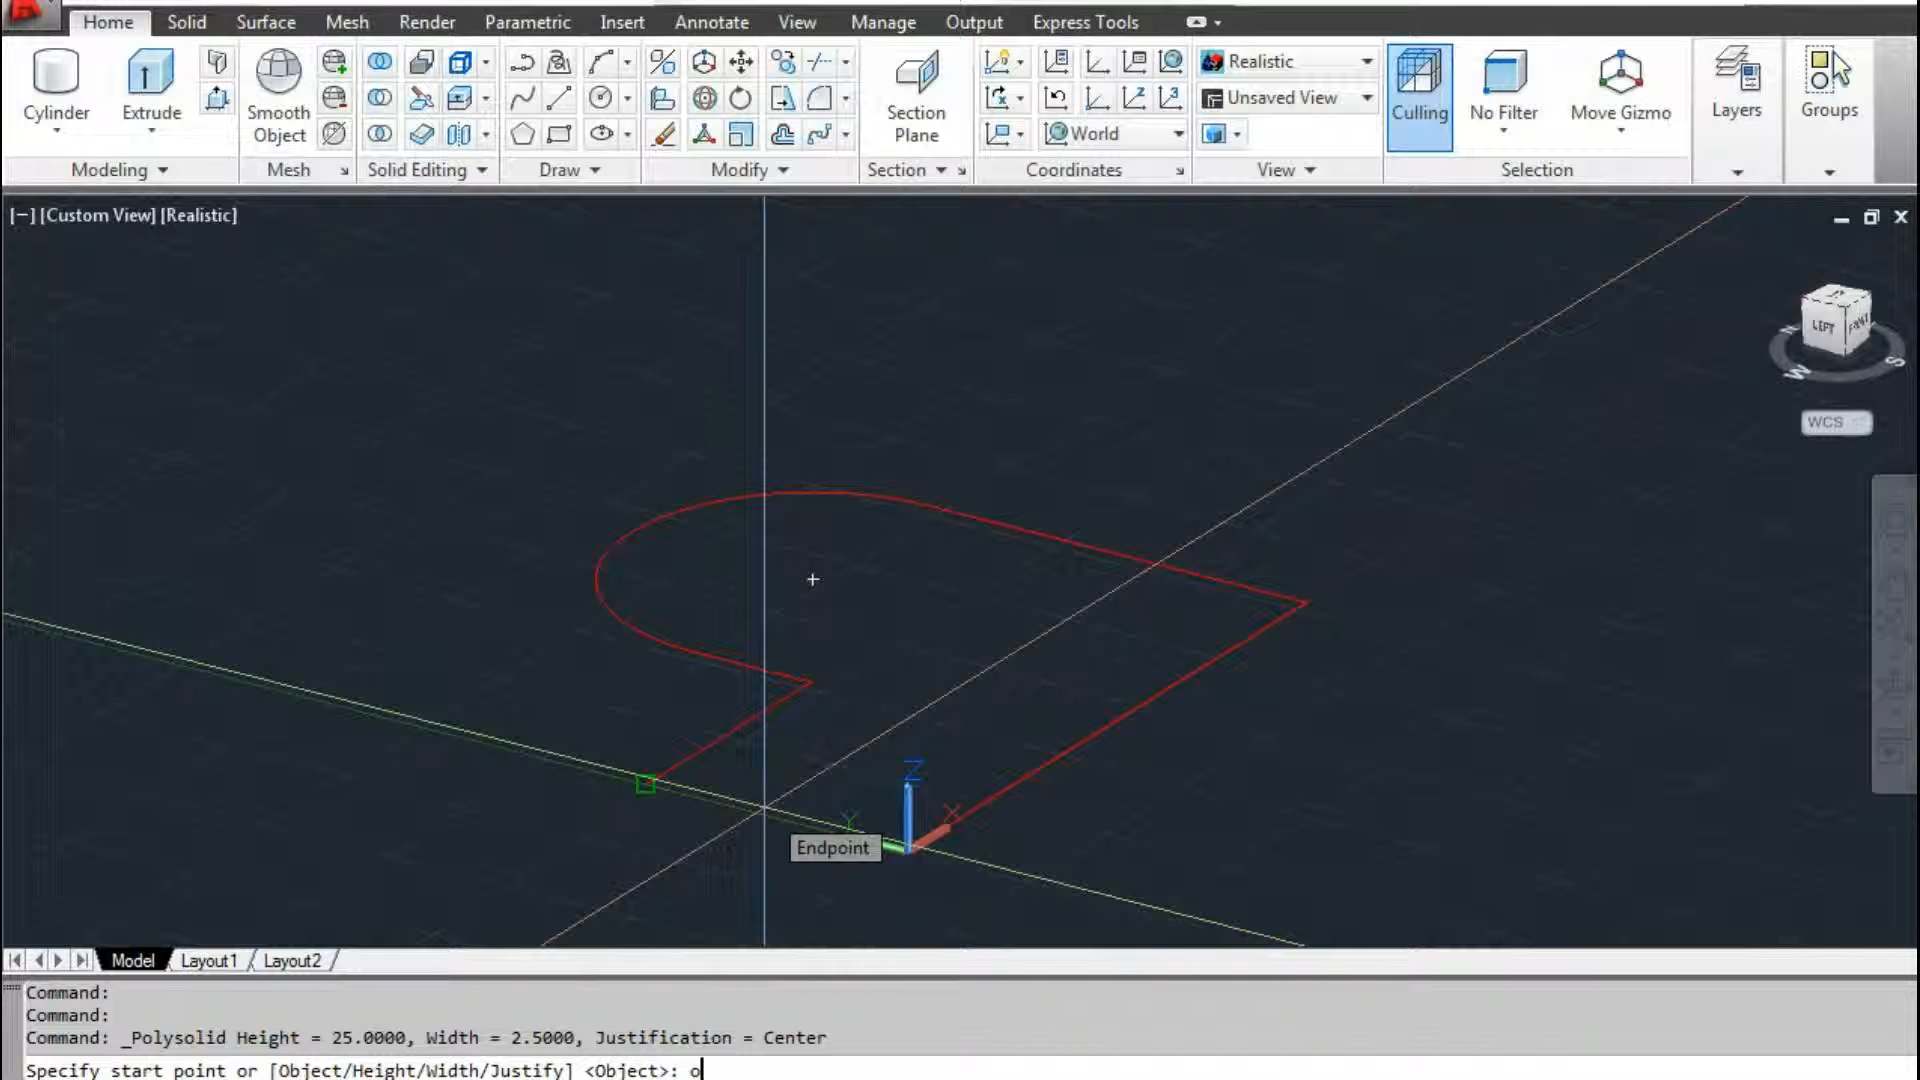 Home Solid Surface Mesh Render Parametric Insert Annotate View Manage Output Express Tools
Cylinder Extrude Smooth Object Section Plane World Realistic Unsaved View Culling No Filter Move Gizmo Layers Groups
Modeling Mesh Solid Editing Draw Modify Section Coordinates View Selection
[−] [Custom View] [Realistic]
LEFT FRONT
W S
WCS
Z
Y X
Endpoint
Model Layout1 Layout2
Command:
Command:
Command: _Polysolid Height = 25.0000, Width = 2.5000, Justification = Center
Specify start point or [Object/Height/Width/Justify] <Object>: o